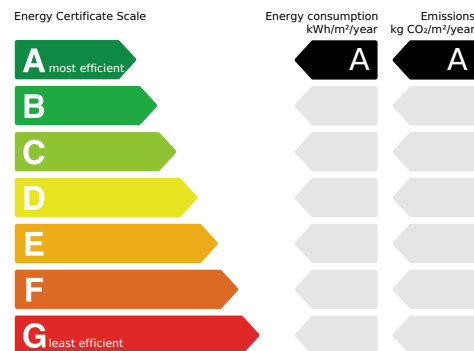 Energy Certificate Scale
Energy consumption
kWh/m²/year
Emissions
kg CO₂/m²/year
A most efficient
A
A
B
C
D
E
F
G least efficient